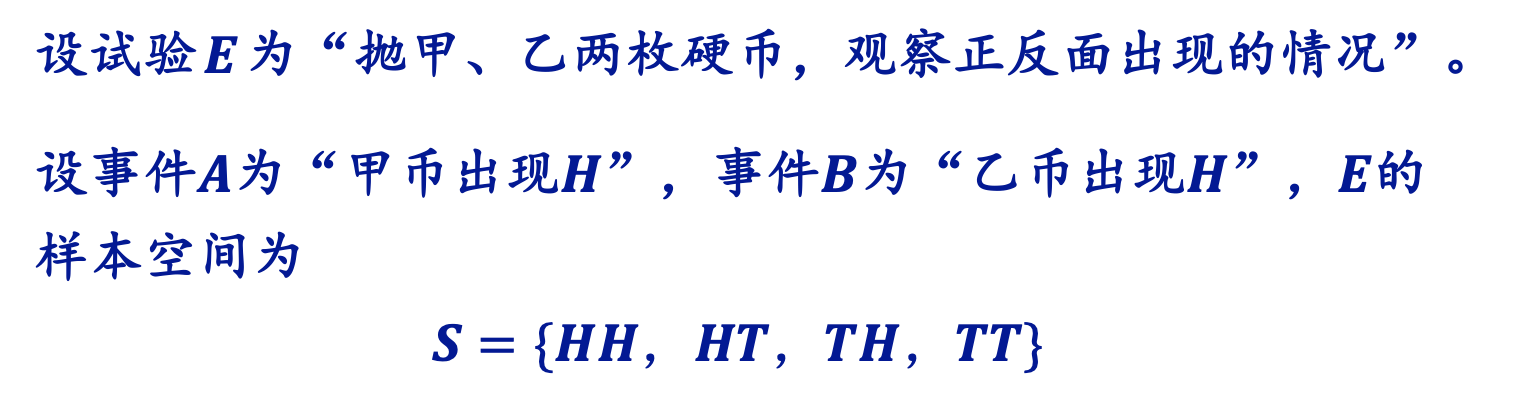 设试验E为“抛甲、乙两枚硬币，观察正反面出现的情况”。
设事件A为“甲币出现H”，事件B为“乙币出现H”，E的
样本空间为
S = {HH，HT，TH，TT}